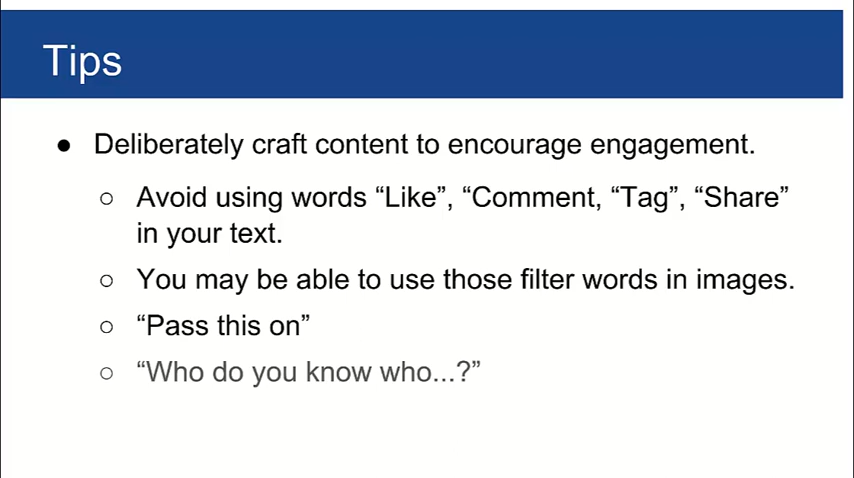 Tips
● Deliberately craft content to encourage engagement.
○ Avoid using words “Like”, “Comment, “Tag”, “Share”
in your text.
○ You may be able to use those filter words in images.
○ “Pass this on”
○ “Who do you know who...?”